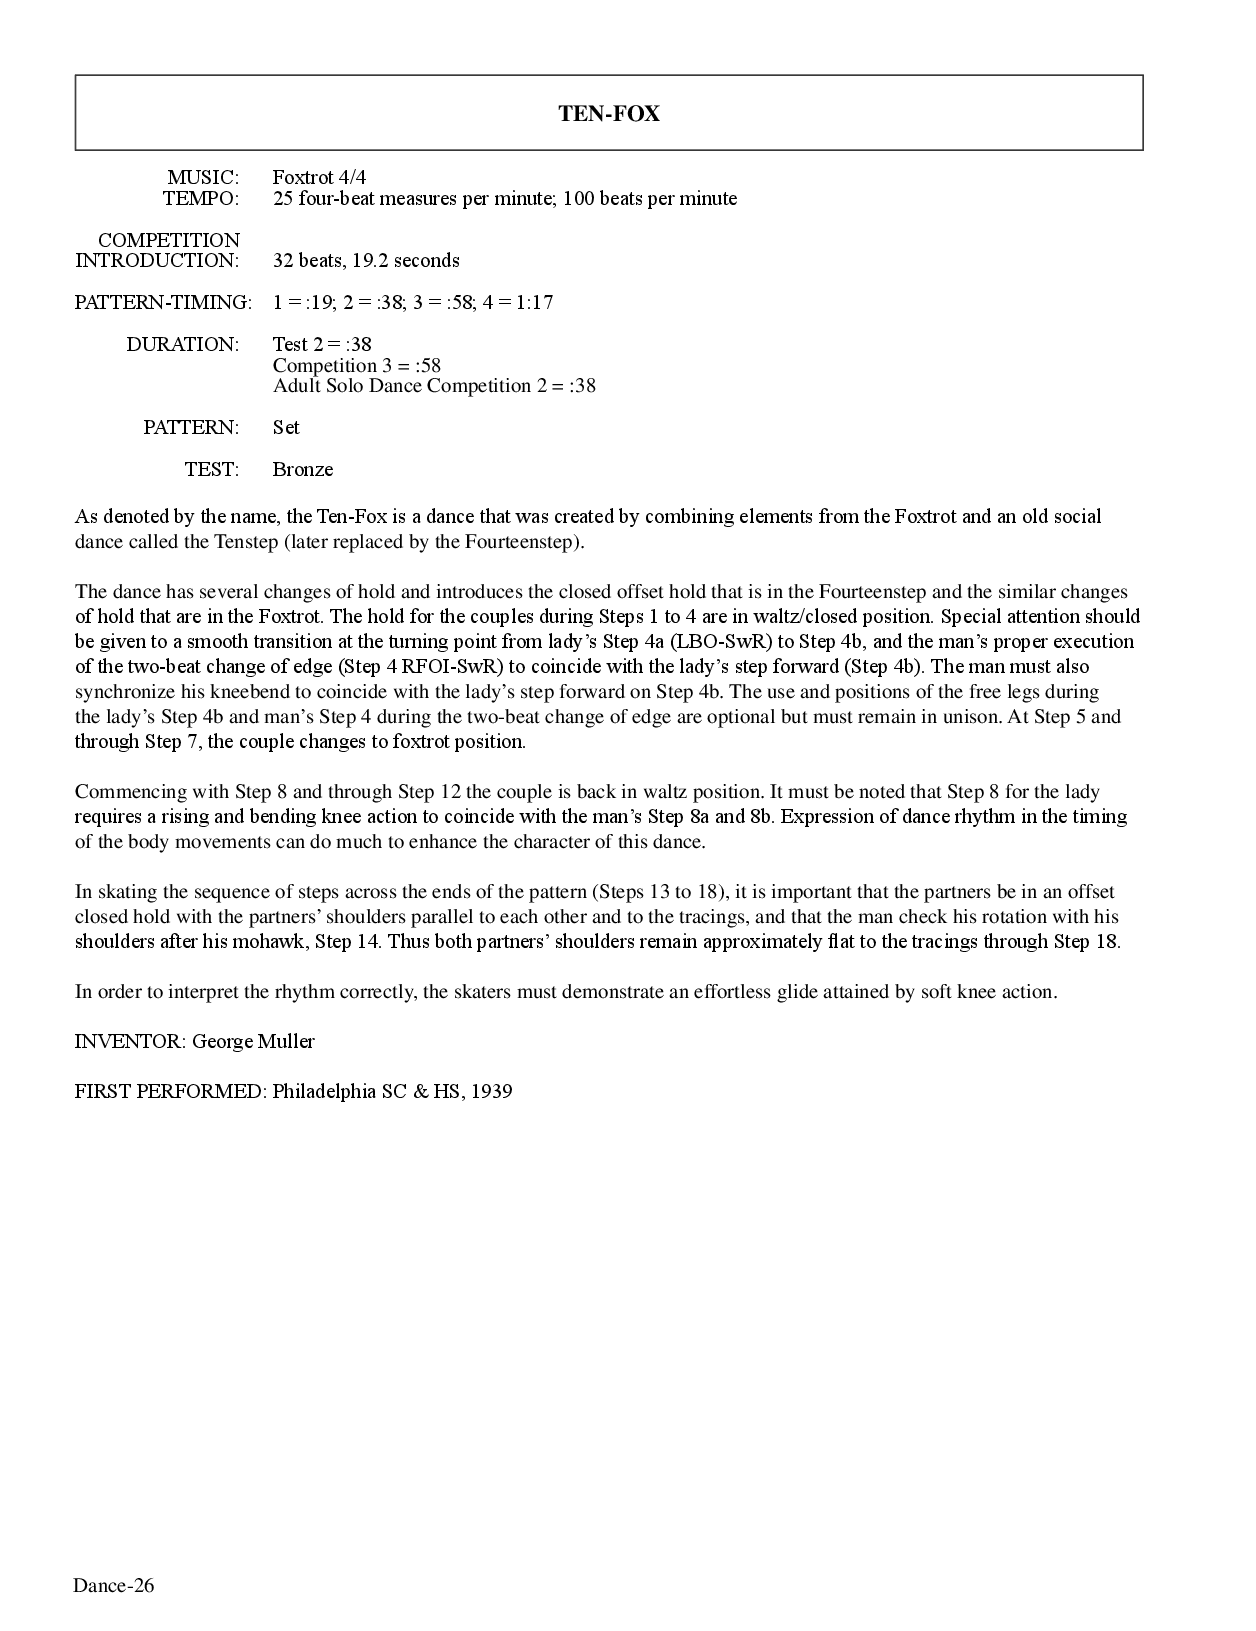 TEN-FOX
MUSIC: Foxtrot 4/4
TEMPO: 25 four-beat measures per minute; 100 beats per minute
COMPETITION
INTRODUCTION: 32 beats, 19.2 seconds
PATTERN-TIMING: 1 = :19; 2 = :38; 3 = :58; 4 = 1:17
DURATION: Test 2 = :38
Competition 3 = :58
Adult Solo Dance Competition 2 = :38
PATTERN: Set
TEST: Bronze
As denoted by the name, the Ten-Fox is a dance that was created by combining elements from the Foxtrot and an old social
dance called the Tenstep (later replaced by the Fourteenstep).
The dance has several changes of hold and introduces the closed offset hold that is in the Fourteenstep and the similar changes
of hold that are in the Foxtrot. The hold for the couples during Steps 1 to 4 are in waltz/closed position. Special attention should
be given to a smooth transition at the turning point from lady’s Step 4a (LBO-SwR) to Step 4b, and the man’s proper execution
of the two-beat change of edge (Step 4 RFOI-SwR) to coincide with the lady’s step forward (Step 4b). The man must also
synchronize his kneebend to coincide with the lady’s step forward on Step 4b. The use and positions of the free legs during
the lady’s Step 4b and man’s Step 4 during the two-beat change of edge are optional but must remain in unison. At Step 5 and
through Step 7, the couple changes to foxtrot position.
Commencing with Step 8 and through Step 12 the couple is back in waltz position. It must be noted that Step 8 for the lady
requires a rising and bending knee action to coincide with the man’s Step 8a and 8b. Expression of dance rhythm in the timing
of the body movements can do much to enhance the character of this dance.
In skating the sequence of steps across the ends of the pattern (Steps 13 to 18), it is important that the partners be in an offset
closed hold with the partners’ shoulders parallel to each other and to the tracings, and that the man check his rotation with his
shoulders after his mohawk, Step 14. Thus both partners’ shoulders remain approximately flat to the tracings through Step 18.
In order to interpret the rhythm correctly, the skaters must demonstrate an effortless glide attained by soft knee action.
INVENTOR: George Muller
FIRST PERFORMED: Philadelphia SC & HS, 1939
Dance-26